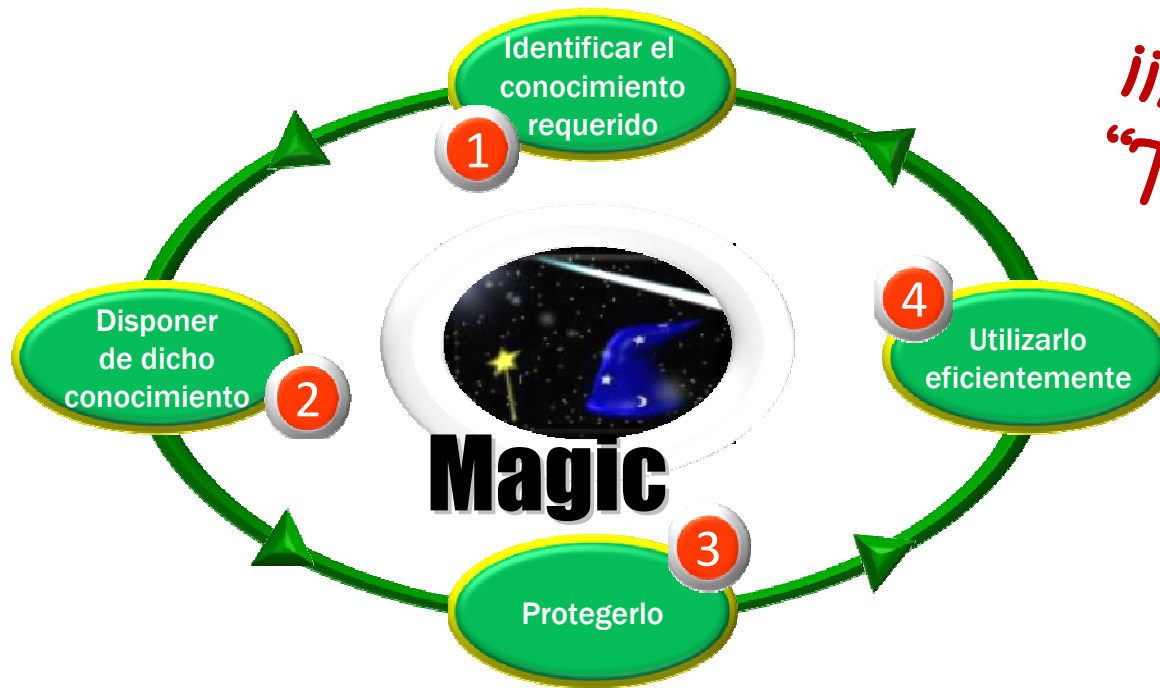 Identificar el
conocimiento
requerido
1
Disponer
de dicho
conocimiento
2
Protegerlo
3
Utilizarlo
eficientemente
4
Magic